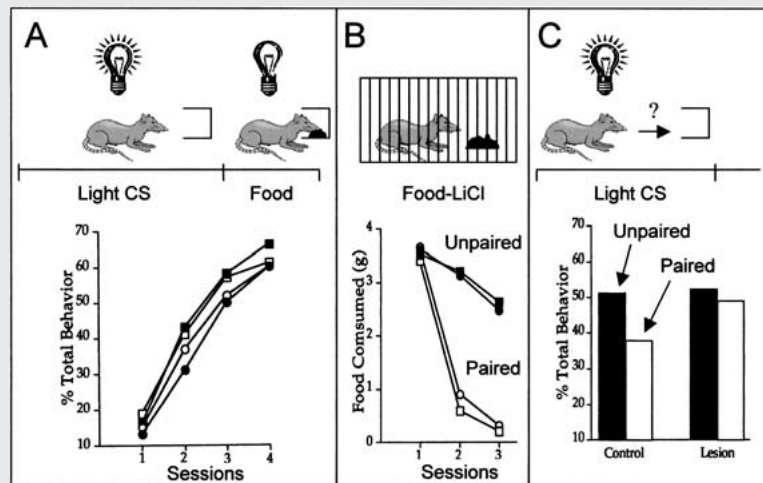 A
Light CS
Food
% Total Behavior
70
60
50
40
30
20
10
1
2
3
4
Sessions
B
Food-LiCl
Unpaired
Paired
Food Comsumed (g)
4
3
2
1
0
1
2
3
Sessions
C
?
Light CS
Unpaired
Paired
% Total Behavior
70
60
50
40
30
20
10
Control
Lesion